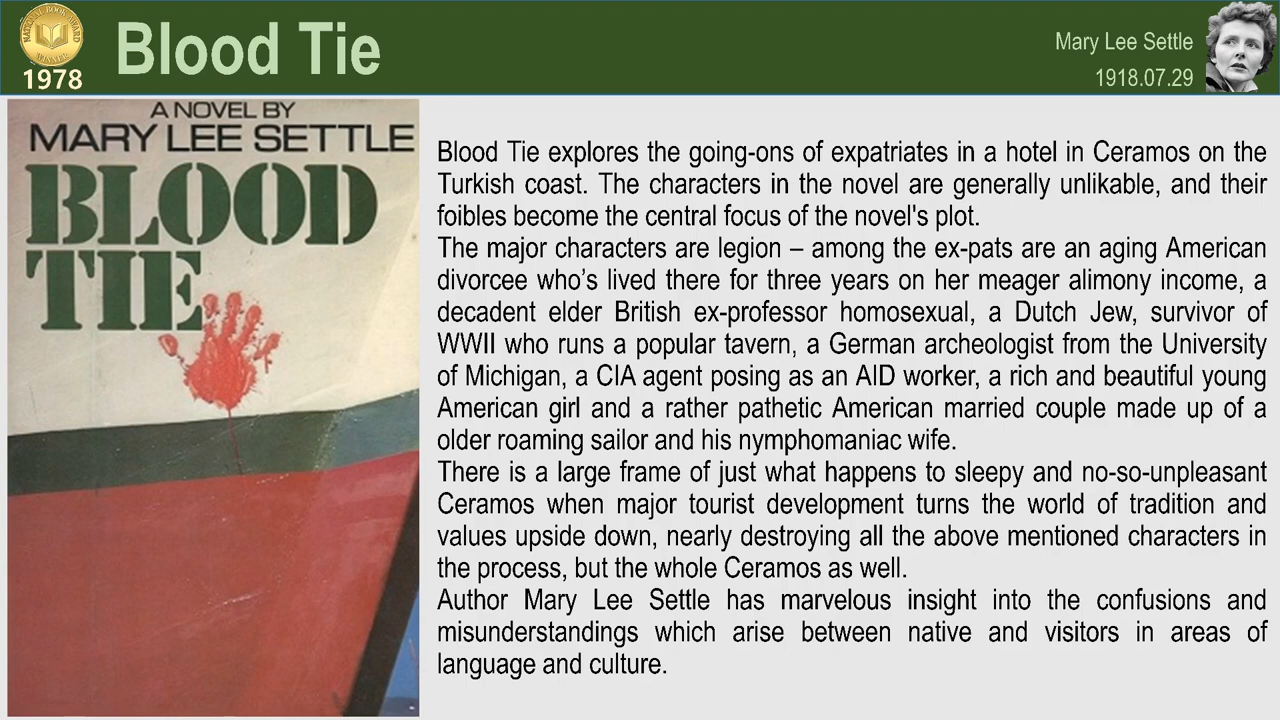 NATIONAL BOOK AWARD
WINNER
1978
Blood Tie
Mary Lee Settle
1918.07.29
A NOVEL BY
MARY LEE SETTLE
BLOOD
TIE
Blood Tie explores the going-ons of expatriates in a hotel in Ceramos on the
Turkish coast. The characters in the novel are generally unlikable, and their
foibles become the central focus of the novel's plot.
The major characters are legion – among the ex-pats are an aging American
divorcee who’s lived there for three years on her meager alimony income, a
decadent elder British ex-professor homosexual, a Dutch Jew, survivor of
WWII who runs a popular tavern, a German archeologist from the University
of Michigan, a CIA agent posing as an AID worker, a rich and beautiful young
American girl and a rather pathetic American married couple made up of a
older roaming sailor and his nymphomaniac wife.
There is a large frame of just what happens to sleepy and no-so-unpleasant
Ceramos when major tourist development turns the world of tradition and
values upside down, nearly destroying all the above mentioned characters in
the process, but the whole Ceramos as well.
Author Mary Lee Settle has marvelous insight into the confusions and
misunderstandings which arise between native and visitors in areas of
language and culture.